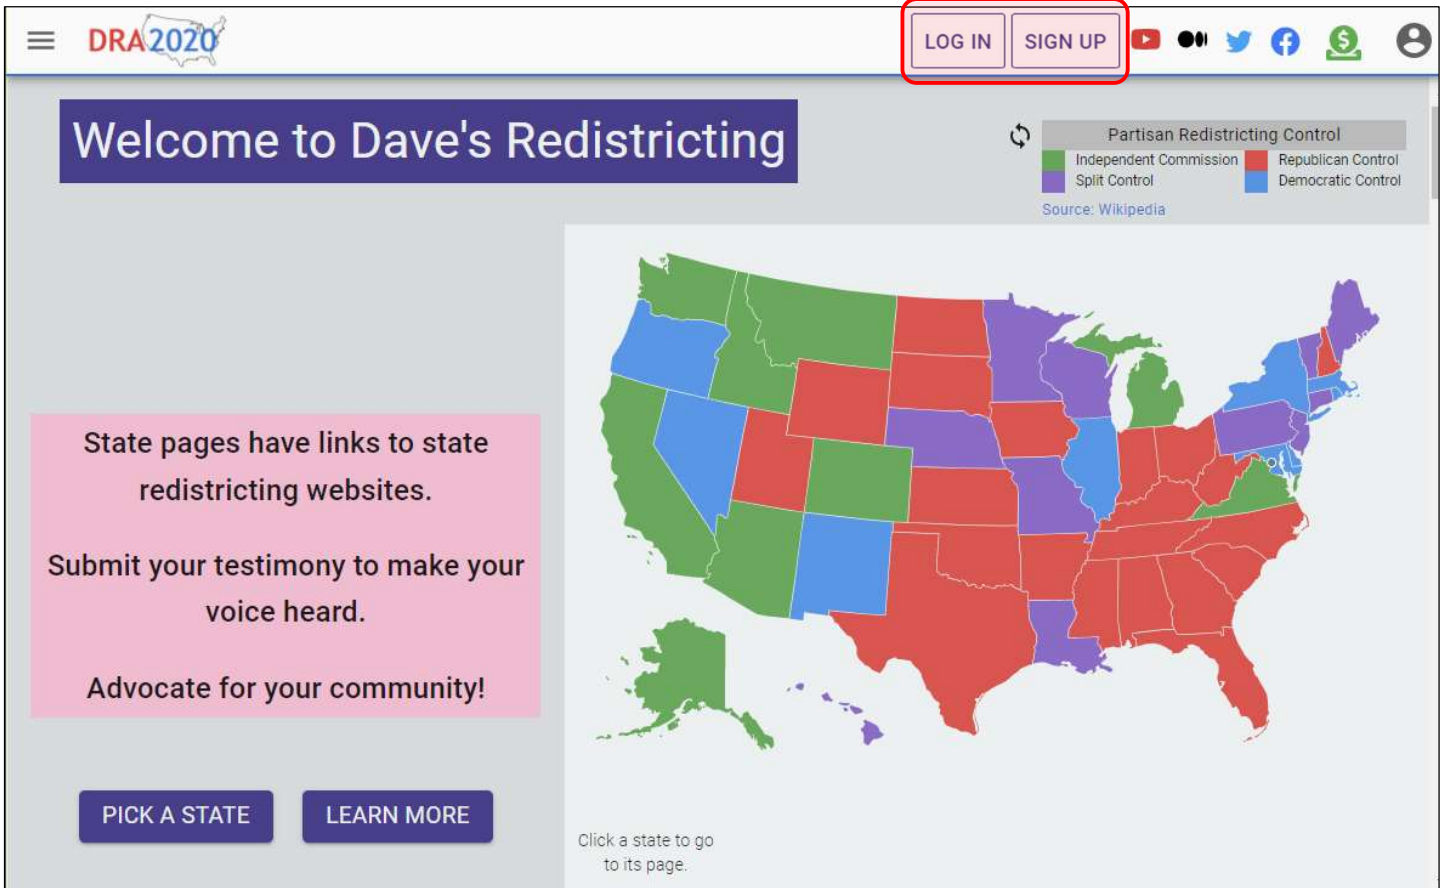 DRA2020
LOG IN
SIGN UP
Welcome to Dave's Redistricting
Partisan Redistricting Control
Independent Commission
Republican Control
Split Control
Democratic Control
Source: Wikipedia
State pages have links to state
redistricting websites.
Submit your testimony to make your
voice heard.
Advocate for your community!
PICK A STATE
LEARN MORE
Click a state to go
to its page.